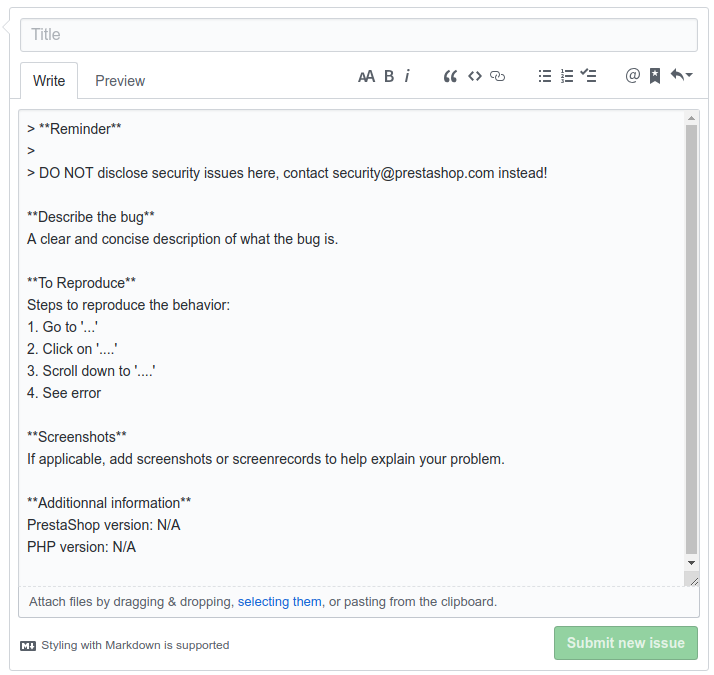 Title
Write Preview AA B i
> **Reminder**
>
> DO NOT disclose security issues here, contact security@prestashop.com instead!
**Describe the bug**
A clear and concise description of what the bug is.
**To Reproduce**
Steps to reproduce the behavior:
1. Go to '...'
2. Click on '....'
3. Scroll down to '....'
4. See error
**Screenshots**
If applicable, add screenshots or screenrecords to help explain your problem.
**Additionnal information**
PrestaShop version: N/A
PHP version: N/A
Attach files by dragging & dropping, selecting them, or pasting from the clipboard.
Styling with Markdown is supported
Submit new issue